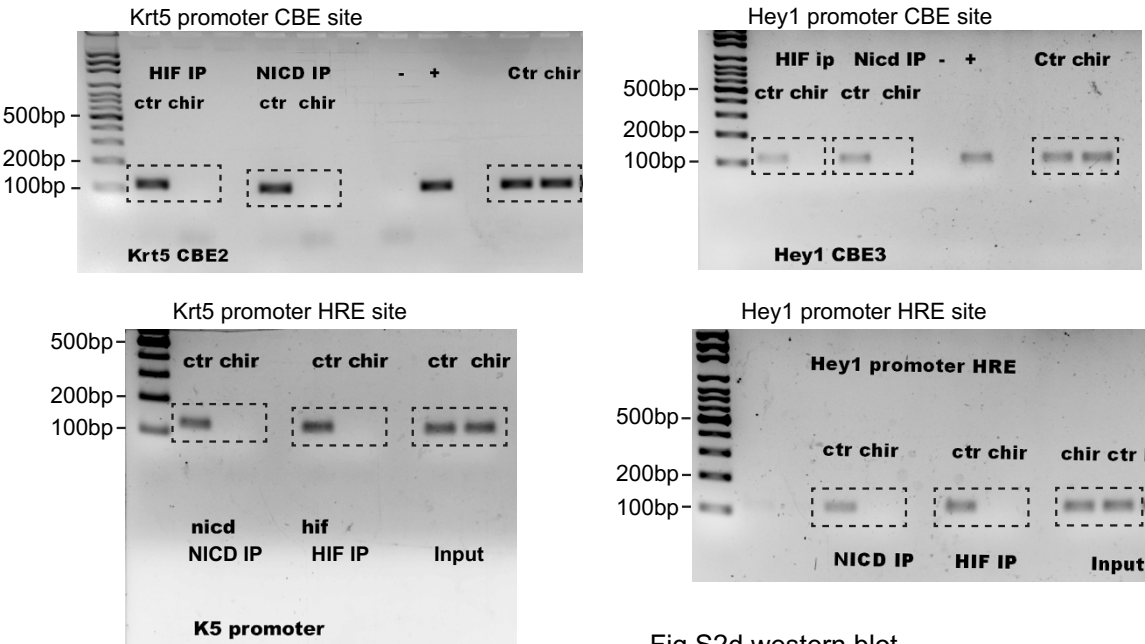 Krt5 promoter CBE site
HIF IP NICD IP - + Ctr chir
ctr chir ctr chir
500bp
200bp
100bp
Krt5 CBE2
Hey1 promoter CBE site
HIF ip Nicd IP - + Ctr chir
500bp
ctr chir ctr chir
200bp
100bp
Hey1 CBE3
Krt5 promoter HRE site
500bp
ctr chir ctr chir ctr chir
200bp
100bp
nicd hif
NICD IP HIF IP Input
K5 promoter
Hey1 promoter HRE site
Hey1 promoter HRE
500bp
ctr chir ctr chir chir ctr
200bp
100bp
NICD IP HIF IP Input
Fig S2d western blot